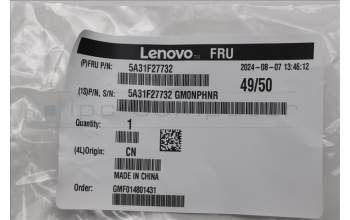 Lenovo FRU
(P)FRU P/N: 5A31F27732 2024-08-07 13:46:12
49/50
(1S)P/N, S/N: 5A31F27732 GM0NPHNR
Quantity: 1
(4L)Origin: CN
MADE IN CHINA
Order: GMF014801431